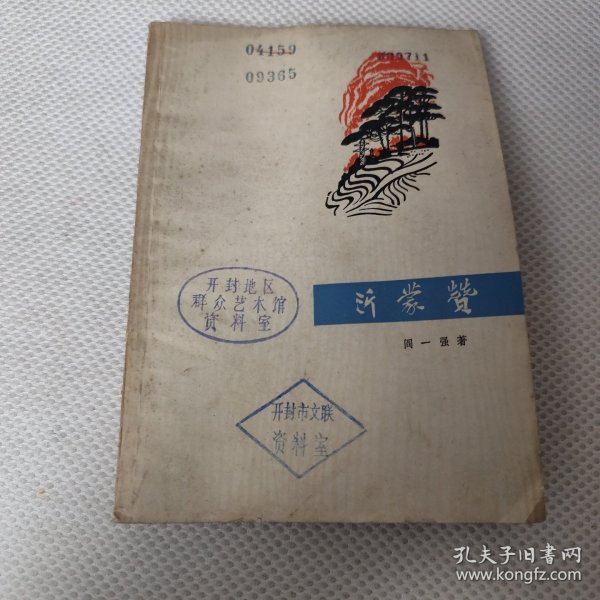 04159
09365
沂蒙赞
阎一强著
开封地区
群众艺术馆
资料室
开封市文联
资料室
孔夫子旧书网
www.kongfz.com